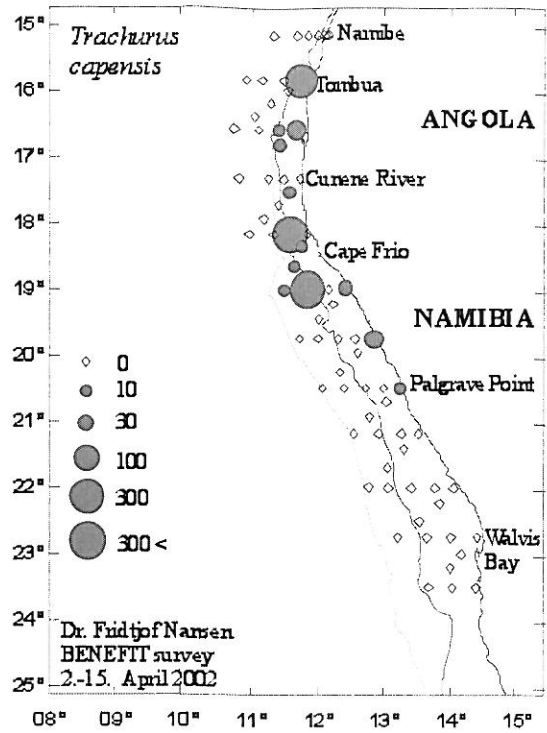 Trachurus
capensis
Namibe
Tombua
ANGOLA
Cunene River
Cape Frio
NAMIBIA
Palgrave Point
Walvis
Bay
0
10
30
100
300
300 <
Dr. Fridtjof Nansen
BENEFIT survey
2.-15. April 2002
15°
16°
17°
18°
19°
20°
21°
22°
23°
24°
25°
08° 09° 10° 11° 12° 13° 14° 15°